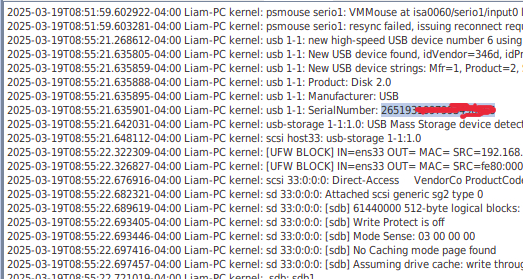 2025-03-19T08:51:59.602922-04:00 Liam-PC kernel: psmouse serio1: VMMouse at isa0060/serio1/input0
2025-03-19T08:51:59.603281-04:00 Liam-PC kernel: psmouse serio1: resync failed, issuing reconnect
2025-03-19T08:55:21.268612-04:00 Liam-PC kernel: usb 1-1: new high-speed USB device number 6 using
2025-03-19T08:55:21.635805-04:00 Liam-PC kernel: usb 1-1: New USB device found, idVendor=346d,
2025-03-19T08:55:21.635859-04:00 Liam-PC kernel: usb 1-1: New USB device strings: Mfr=1, Product=2,
2025-03-19T08:55:21.635888-04:00 Liam-PC kernel: usb 1-1: Product: Disk 2.0
2025-03-19T08:55:21.635895-04:00 Liam-PC kernel: usb 1-1: Manufacturer: USB
2025-03-19T08:55:21.635901-04:00 Liam-PC kernel: usb 1-1: SerialNumber:
2025-03-19T08:55:21.642031-04:00 Liam-PC kernel: usb-storage 1-1:1.0: USB Mass Storage device
2025-03-19T08:55:21.648112-04:00 Liam-PC kernel: scsi host33: usb-storage 1-1:1.0
2025-03-19T08:55:22.322309-04:00 Liam-PC kernel: [UFW BLOCK] IN=ens33 OUT= MAC= SRC=192.168.
2025-03-19T08:55:22.326827-04:00 Liam-PC kernel: [UFW BLOCK] IN=ens33 OUT= MAC= SRC=fe80:000
2025-03-19T08:55:22.676916-04:00 Liam-PC kernel: scsi 33:0:0:0: Direct-Access VendorCo ProductCode
2025-03-19T08:55:22.682321-04:00 Liam-PC kernel: sd 33:0:0:0: Attached scsi generic sg2 type 0
2025-03-19T08:55:22.689619-04:00 Liam-PC kernel: sd 33:0:0:0: [sdb] 61440000 512-byte logical blocks:
2025-03-19T08:55:22.693405-04:00 Liam-PC kernel: sd 33:0:0:0: [sdb] Write Protect is off
2025-03-19T08:55:22.693446-04:00 Liam-PC kernel: sd 33:0:0:0: [sdb] Mode Sense: 03 00 00 00
2025-03-19T08:55:22.697416-04:00 Liam-PC kernel: sd 33:0:0:0: [sdb] No Caching mode page found
2025-03-19T08:55:22.697457-04:00 Liam-PC kernel: sd 33:0:0:0: [sdb] Assuming drive cache: write
2025-03-19T08:55:22.721019-04:00 Liam-PC kernel: sdb: sdb1